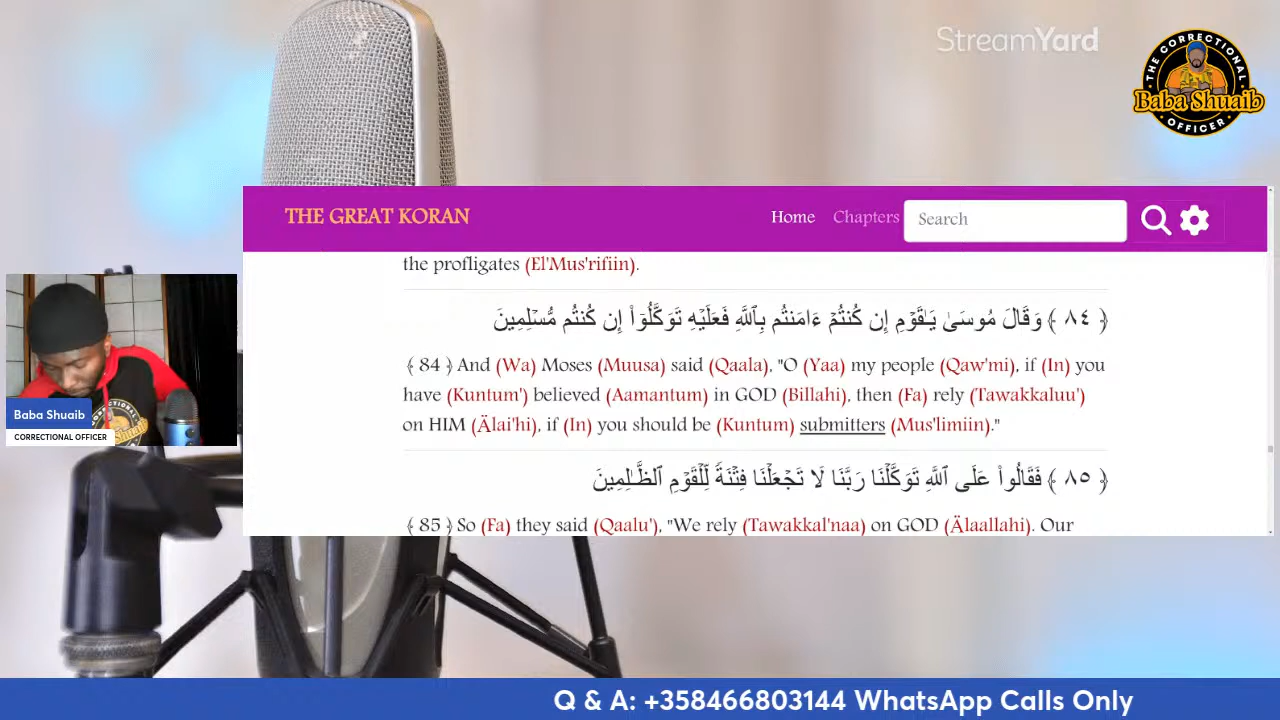 StreamYard
THE CORRECTIONAL
Baba Shuaib
OFFICER
THE GREAT KORAN
Home
Chapters
Search
the profligates (El'Mus'rifiin).
﴿ ٨٤ ﴾ وَقَالَ مُوسَىٰ يَـٰقَوْمِ إِن كُنتُمْ ءَامَنتُم بِٱللَّهِ فَعَلَيْهِ تَوَكَّلُوٓا۟ إِن كُنتُم مُّسْلِمِينَ
﴾ 84 ﴿ And (Wa) Moses (Muusa) said (Qaala), "O (Yaa) my people (Qaw'mi), if (In) you
have (Kuntum') believed (Aamantum) in GOD (Billahi), then (Fa) rely (Tawakkaluu')
on HIM (Älai'hi), if (In) you should be (Kuntum) submitters (Mus'limiin)."
﴿ ٨٥ ﴾ فَقَالُوا۟ عَلَى ٱللَّهِ تَوَكَّلْنَا رَبَّنَا لَا تَجْعَلْنَا فِتْنَةً لِّلْقَوْمِ ٱلظَّـٰلِمِينَ
﴾ 85 ﴿ So (Fa) they said (Qaalu'), "We rely (Tawakkal'naa) on GOD (Älaallahi). Our
Baba Shuaib
CORRECTIONAL OFFICER
Q & A: +358466803144 WhatsApp Calls Only